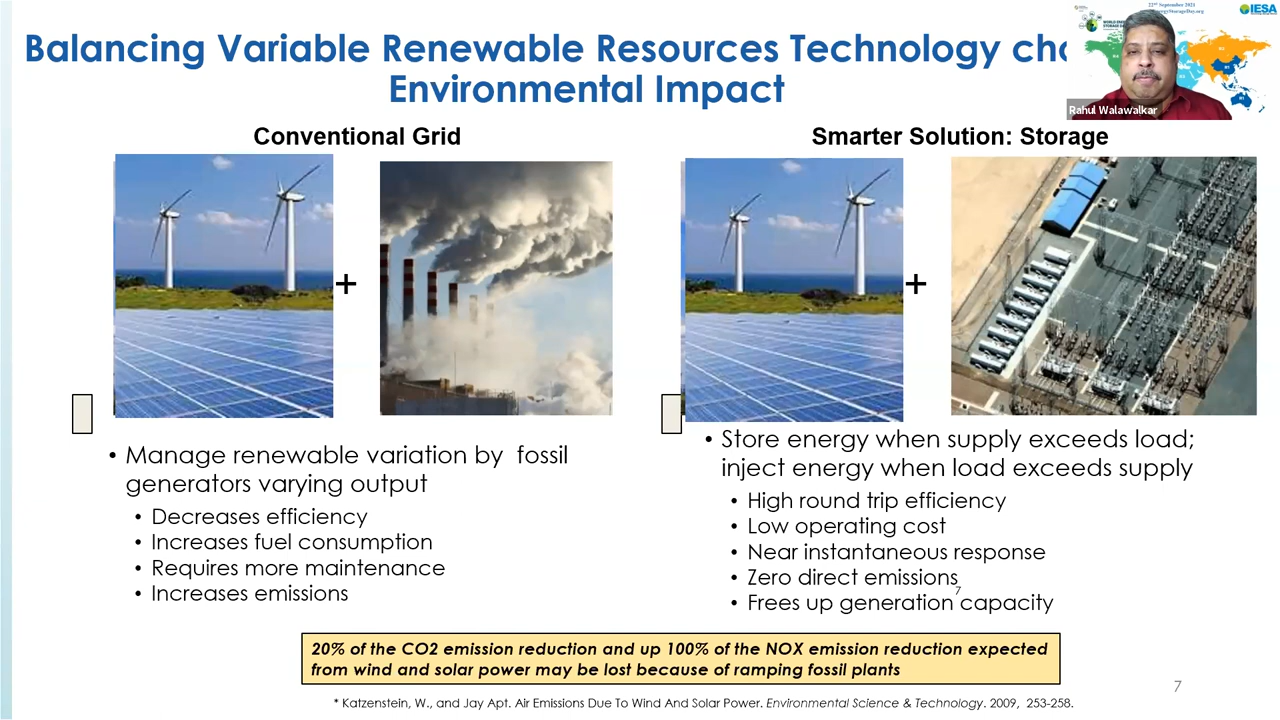 22nd September 2021
IESA
Balancing Variable Renewable Resources Technology
Environmental Impact
Rahul Walawalkar
Conventional Grid
Smarter Solution: Storage
+
+
• Manage renewable variation by fossil
generators varying output
• Decreases efficiency
• Increases fuel consumption
• Requires more maintenance
• Increases emissions
• Store energy when supply exceeds load;
inject energy when load exceeds supply
• High round trip efficiency
• Low operating cost
• Near instantaneous response
• Zero direct emissions
7
• Frees up generation capacity
20% of the CO2 emission reduction and up 100% of the NOX emission reduction expected
from wind and solar power may be lost because of ramping fossil plants
7
* Katzenstein, W., and Jay Apt. Air Emissions Due To Wind And Solar Power. Environmental Science & Technology. 2009, 253-258.